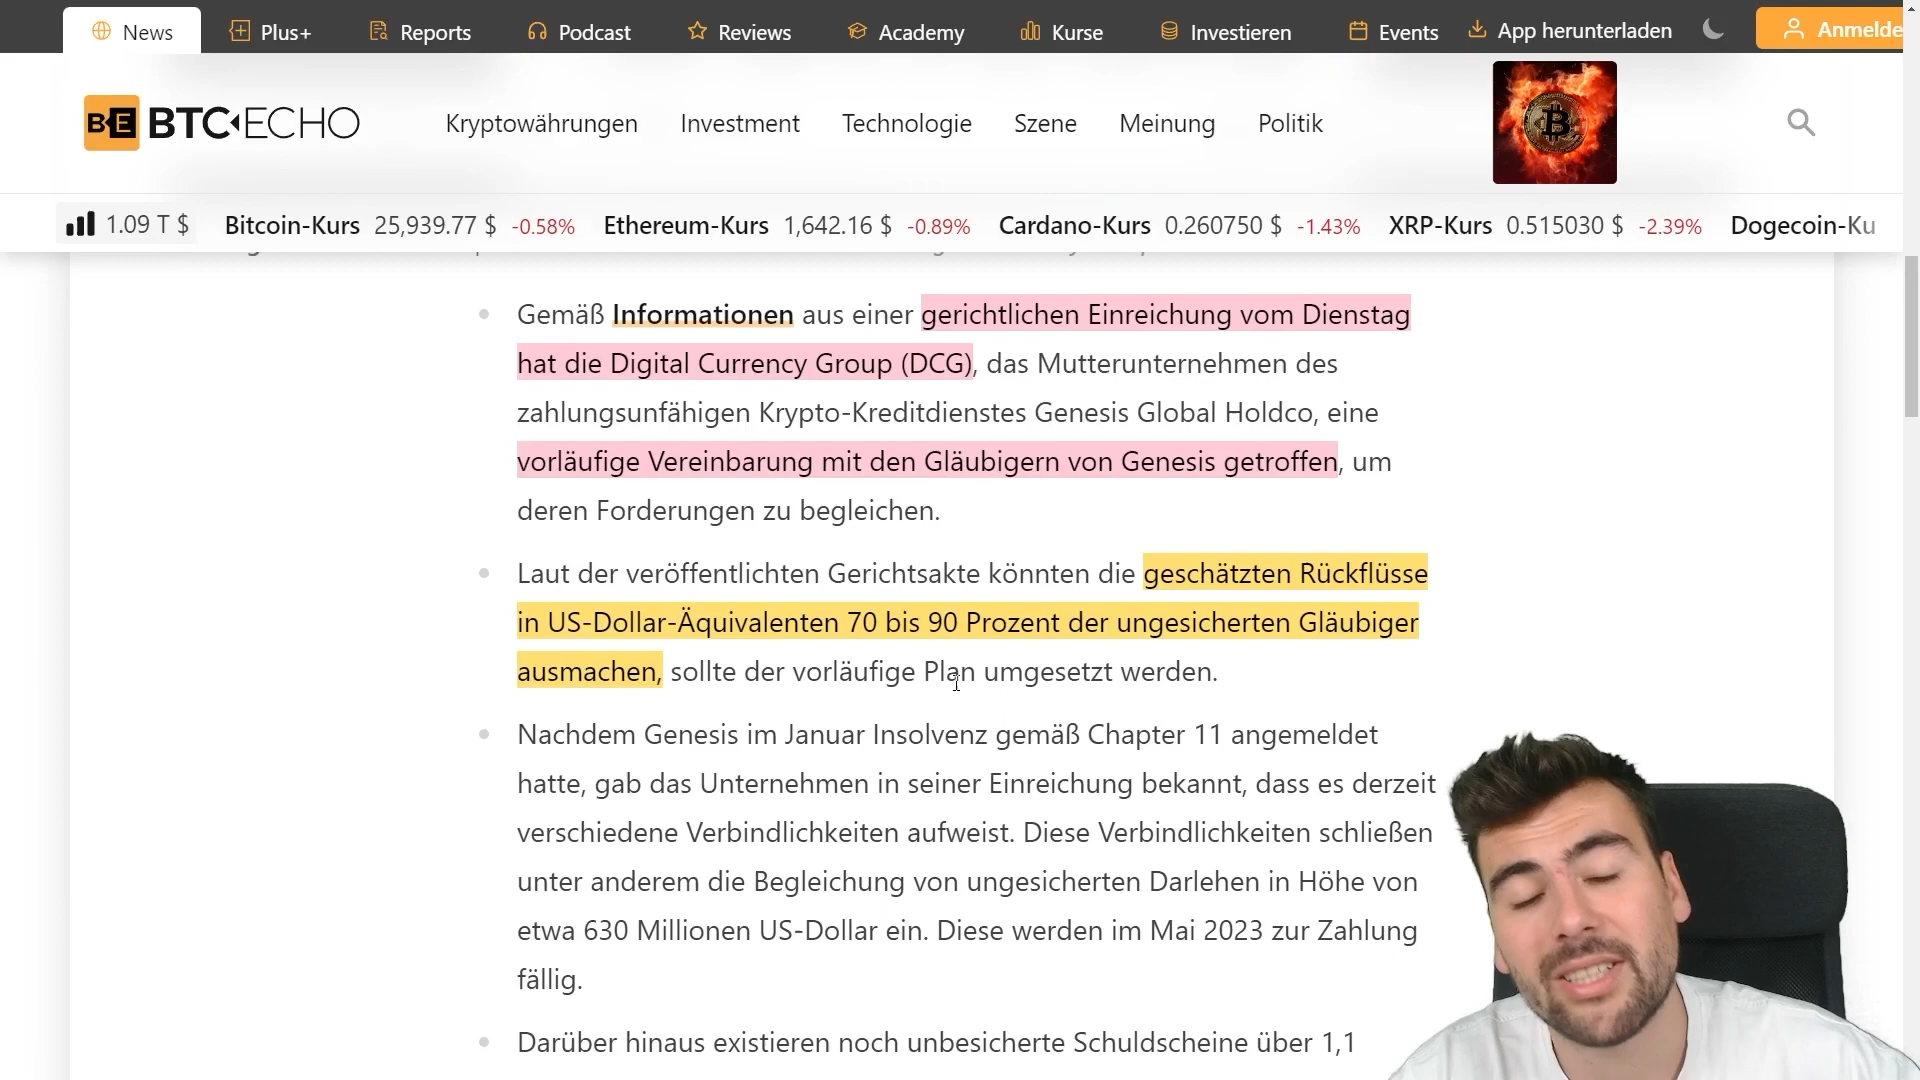 News Plus+ Reports Podcast Reviews Academy Kurse Investieren Events App herunterladen Anmelde
BE BTC ECHO Kryptowährungen Investment Technologie Szene Meinung Politik
1.09 T $ Bitcoin-Kurs 25,939.77 $ -0.58% Ethereum-Kurs 1,642.16 $ -0.89% Cardano-Kurs 0.260750 $ -1.43% XRP-Kurs 0.515030 $ -2.39% Dogecoin-Ku
Gemäß Informationen aus einer gerichtlichen Einreichung vom Dienstag
hat die Digital Currency Group (DCG), das Mutterunternehmen des
zahlungsunfähigen Krypto-Kreditdienstes Genesis Global Holdco, eine
vorläufige Vereinbarung mit den Gläubigern von Genesis getroffen, um
deren Forderungen zu begleichen.
Laut der veröffentlichten Gerichtsakte könnten die geschätzten Rückflüsse
in US-Dollar-Äquivalenten 70 bis 90 Prozent der ungesicherten Gläubiger
ausmachen, sollte der vorläufige Plan umgesetzt werden.
Nachdem Genesis im Januar Insolvenz gemäß Chapter 11 angemeldet
hatte, gab das Unternehmen in seiner Einreichung bekannt, dass es derzeit
verschiedene Verbindlichkeiten aufweist. Diese Verbindlichkeiten schließen
unter anderem die Begleichung von ungesicherten Darlehen in Höhe von
etwa 630 Millionen US-Dollar ein. Diese werden im Mai 2023 zur Zahlung
fällig.
Darüber hinaus existieren noch unbesicherte Schuldscheine über 1,1